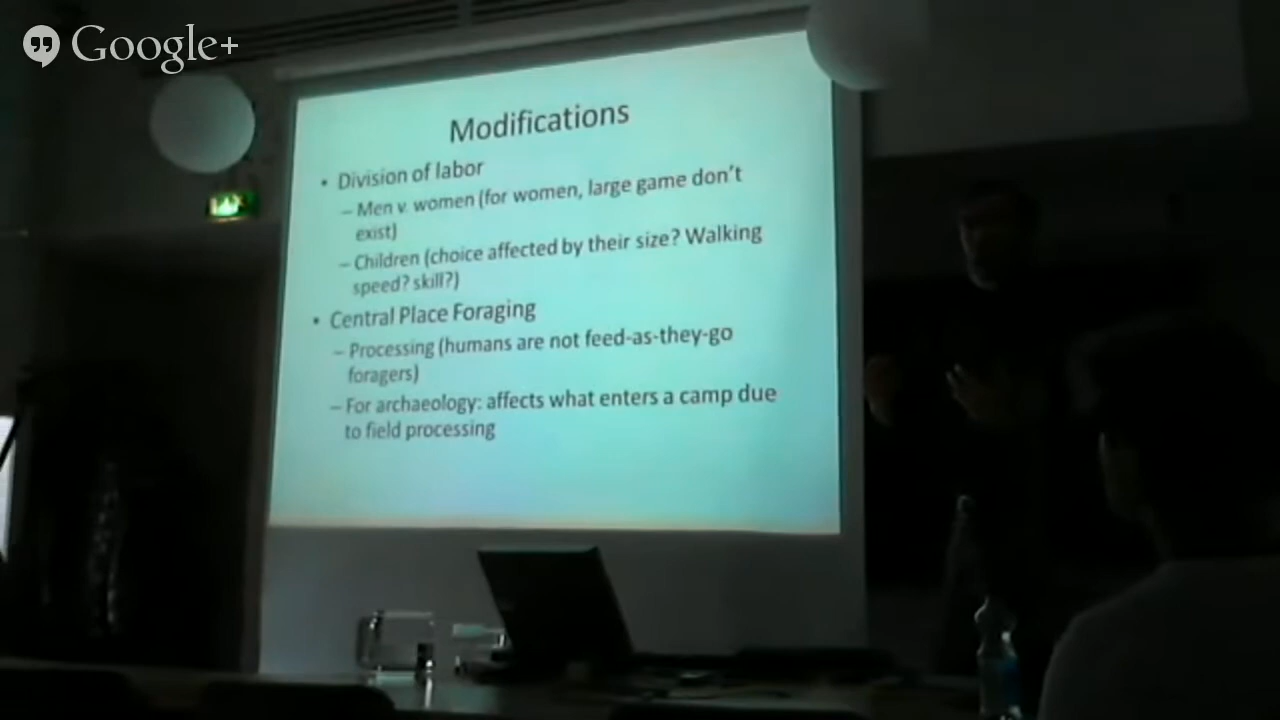 Google+
Modifications
• Division of labor
– Men v. women (for women, large game don't
exist)
– Children (choice affected by their size? Walking
speed? skill?)
• Central Place Foraging
– Processing (humans are not feed-as-they-go
foragers)
– For archaeology: affects what enters a camp due
to field processing